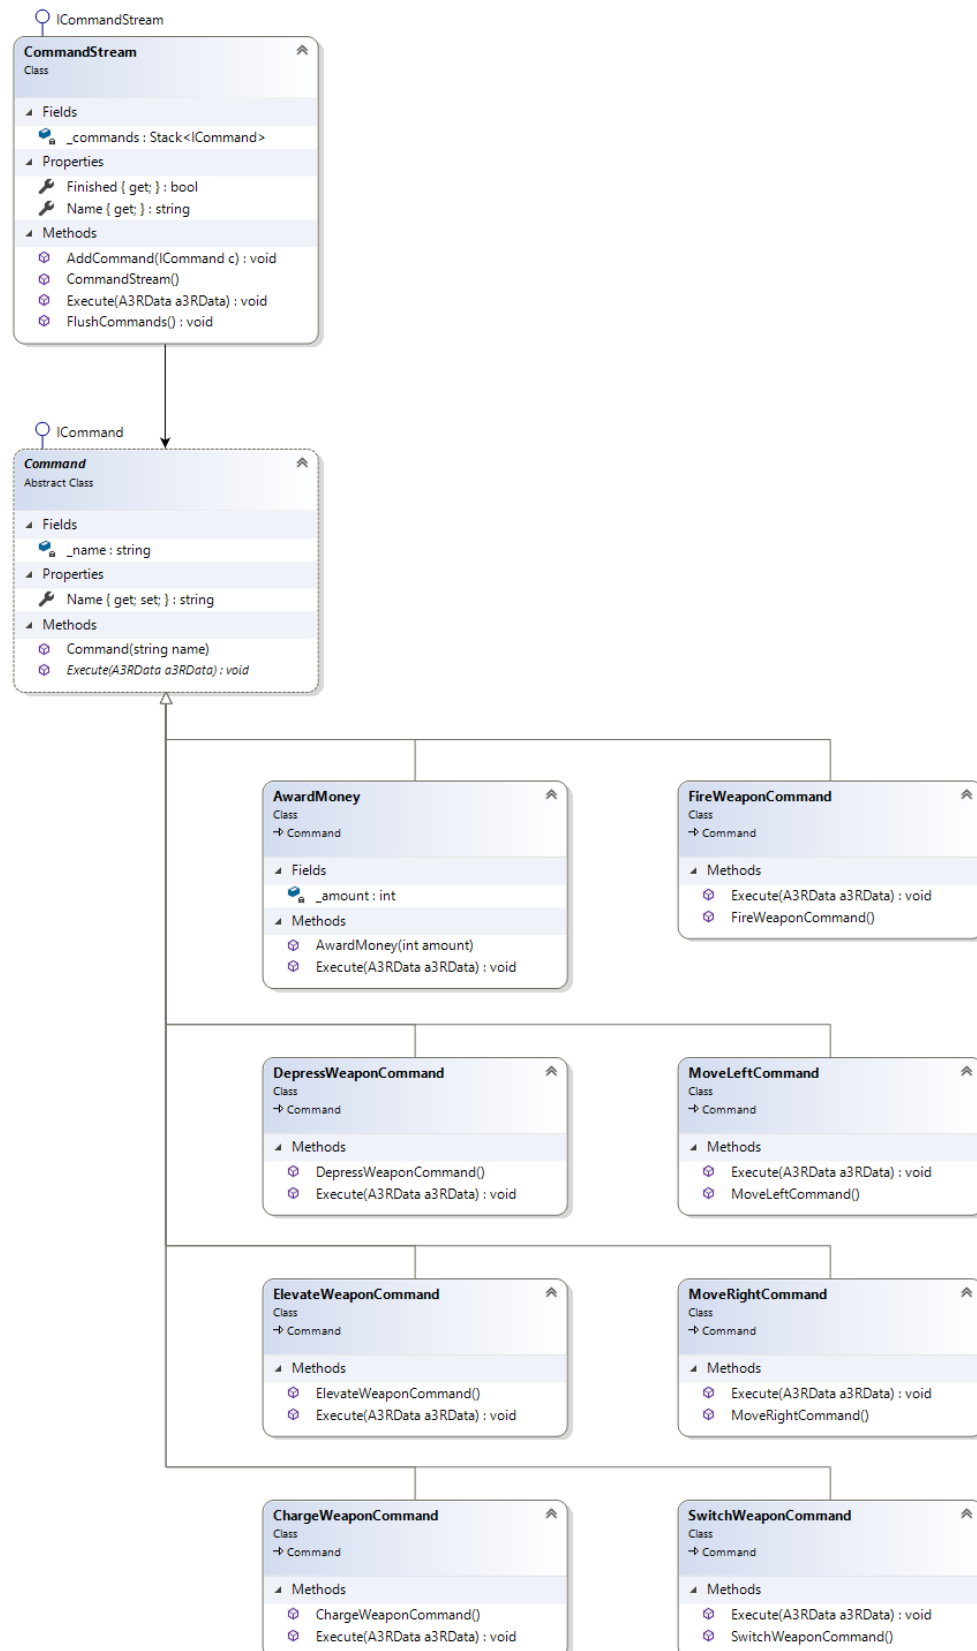 ICommandStream
CommandStream
Class
Fields
_commands : Stack<ICommand>
Properties
Finished { get; } : bool
Name { get; } : string
Methods
AddCommand(ICommand c) : void
CommandStream()
Execute(A3RData a3RData) : void
FlushCommands() : void
ICommand
Command
Abstract Class
Fields
_name : string
Properties
Name { get; set; } : string
Methods
Command(string name)
Execute(A3RData a3RData) : void
AwardMoney
Class
Command
Fields
_amount : int
Methods
AwardMoney(int amount)
Execute(A3RData a3RData) : void
FireWeaponCommand
Class
Command
Methods
Execute(A3RData a3RData) : void
FireWeaponCommand()
DepressWeaponCommand
Class
Command
Methods
DepressWeaponCommand()
Execute(A3RData a3RData) : void
MoveLeftCommand
Class
Command
Methods
Execute(A3RData a3RData) : void
MoveLeftCommand()
ElevateWeaponCommand
Class
Command
Methods
ElevateWeaponCommand()
Execute(A3RData a3RData) : void
MoveRightCommand
Class
Command
Methods
Execute(A3RData a3RData) : void
MoveRightCommand()
ChargeWeaponCommand
Class
Command
Methods
ChargeWeaponCommand()
Execute(A3RData a3RData) : void
SwitchWeaponCommand
Class
Command
Methods
Execute(A3RData a3RData) : void
SwitchWeaponCommand()